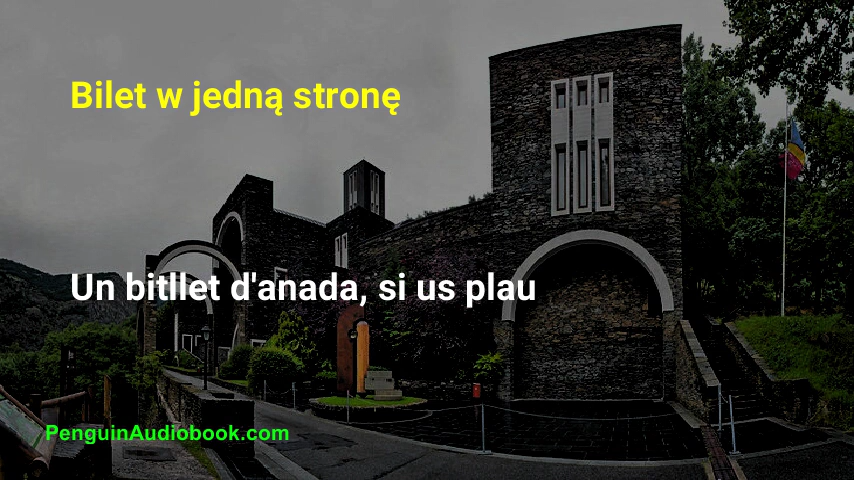 Bilet w jedną stronę
Un bitllet d'anada, si us plau
PenguinAudiobook.com